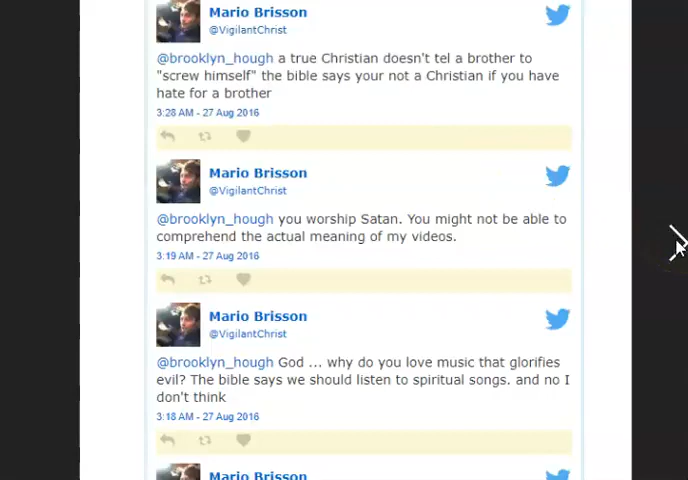 Mario Brisson
@VigilantChrist
@brooklyn_hough a true Christian doesn't tel a brother to
"screw himself" the bible says your not a Christian if you have
hate for a brother
3:28 AM - 27 Aug 2016
Mario Brisson
@VigilantChrist
@brooklyn_hough you worship Satan. You might not be able to
comprehend the actual meaning of my videos.
3:19 AM - 27 Aug 2016
Mario Brisson
@VigilantChrist
@brooklyn_hough God ... why do you love music that glorifies
evil? The bible says we should listen to spiritual songs. and no I
don't think
3:18 AM - 27 Aug 2016
Mario Brisson